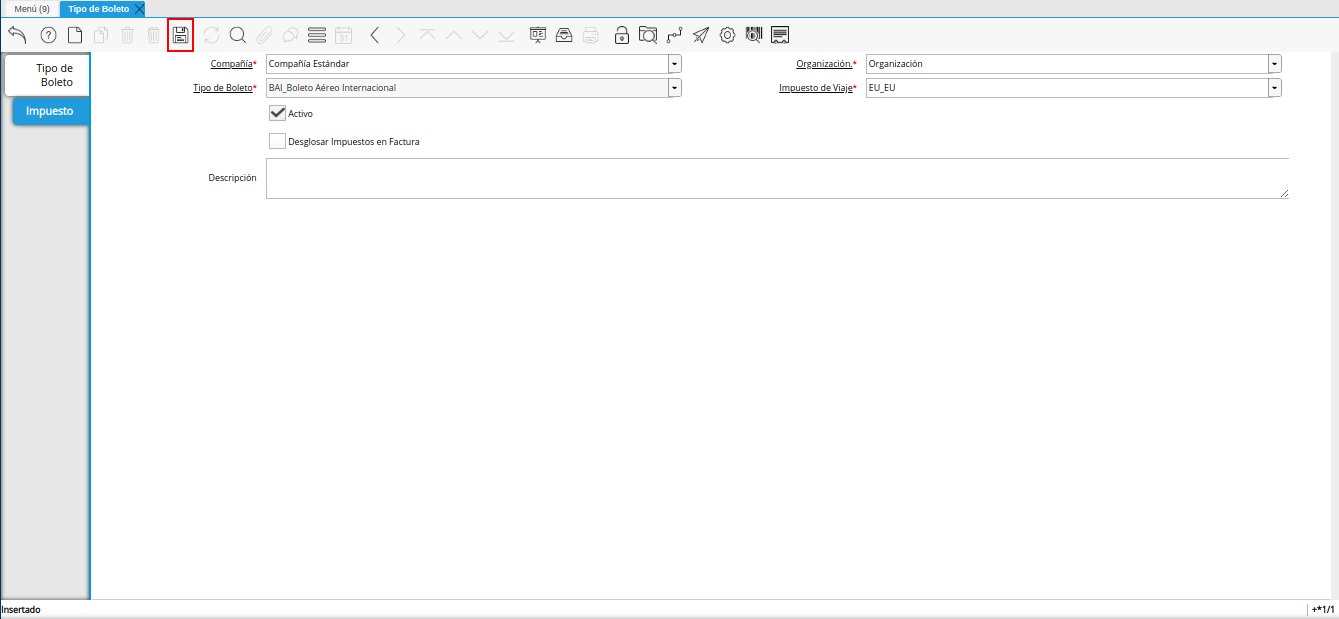 Menú (9) Tipo de Boleto
?
31
Tipo de
Boleto
Impuesto
Compañía* Compañía Estándar Organización.* Organización
Tipo de Boleto* BAI_Boleto Aéreo Internacional Impuesto de Viaje* EU_EU
Activo
Desglosar Impuestos en Factura
Descripción
Insertado +*1/1